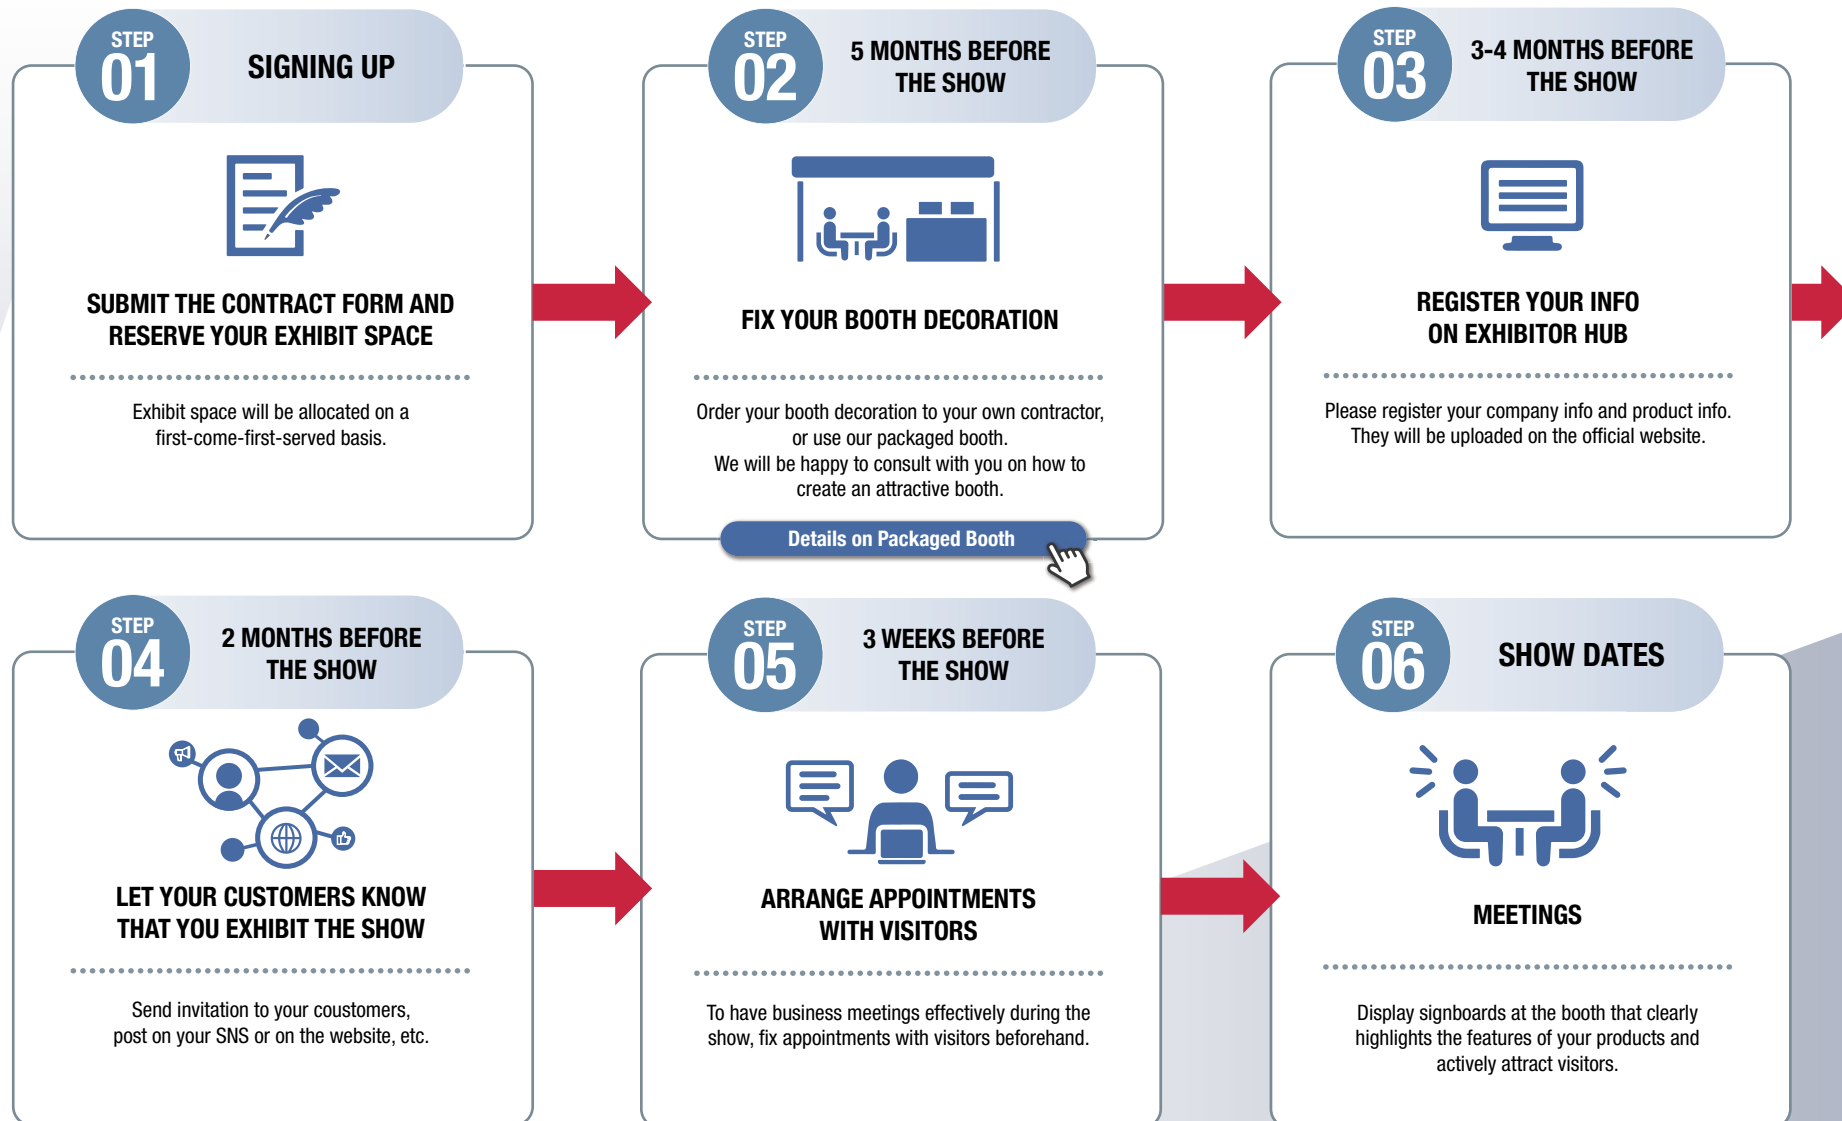 STEP
01
SIGNING UP
SUBMIT THE CONTRACT FORM AND
RESERVE YOUR EXHIBIT SPACE
Exhibit space will be allocated on a
first-come-first-served basis.
STEP
02
5 MONTHS BEFORE
THE SHOW
FIX YOUR BOOTH DECORATION
Order your booth decoration to your own contractor,
or use our packaged booth.
We will be happy to consult with you on how to
create an attractive booth.
Details on Packaged Booth
STEP
03
3-4 MONTHS BEFORE
THE SHOW
REGISTER YOUR INFO
ON EXHIBITOR HUB
Please register your company info and product info.
They will be uploaded on the official website.
STEP
04
2 MONTHS BEFORE
THE SHOW
LET YOUR CUSTOMERS KNOW
THAT YOU EXHIBIT THE SHOW
Send invitation to your coustomers,
post on your SNS or on the website, etc.
STEP
05
3 WEEKS BEFORE
THE SHOW
ARRANGE APPOINTMENTS
WITH VISITORS
To have business meetings effectively during the
show, fix appointments with visitors beforehand.
STEP
06
SHOW DATES
MEETINGS
Display signboards at the booth that clearly
highlights the features of your products and
actively attract visitors.